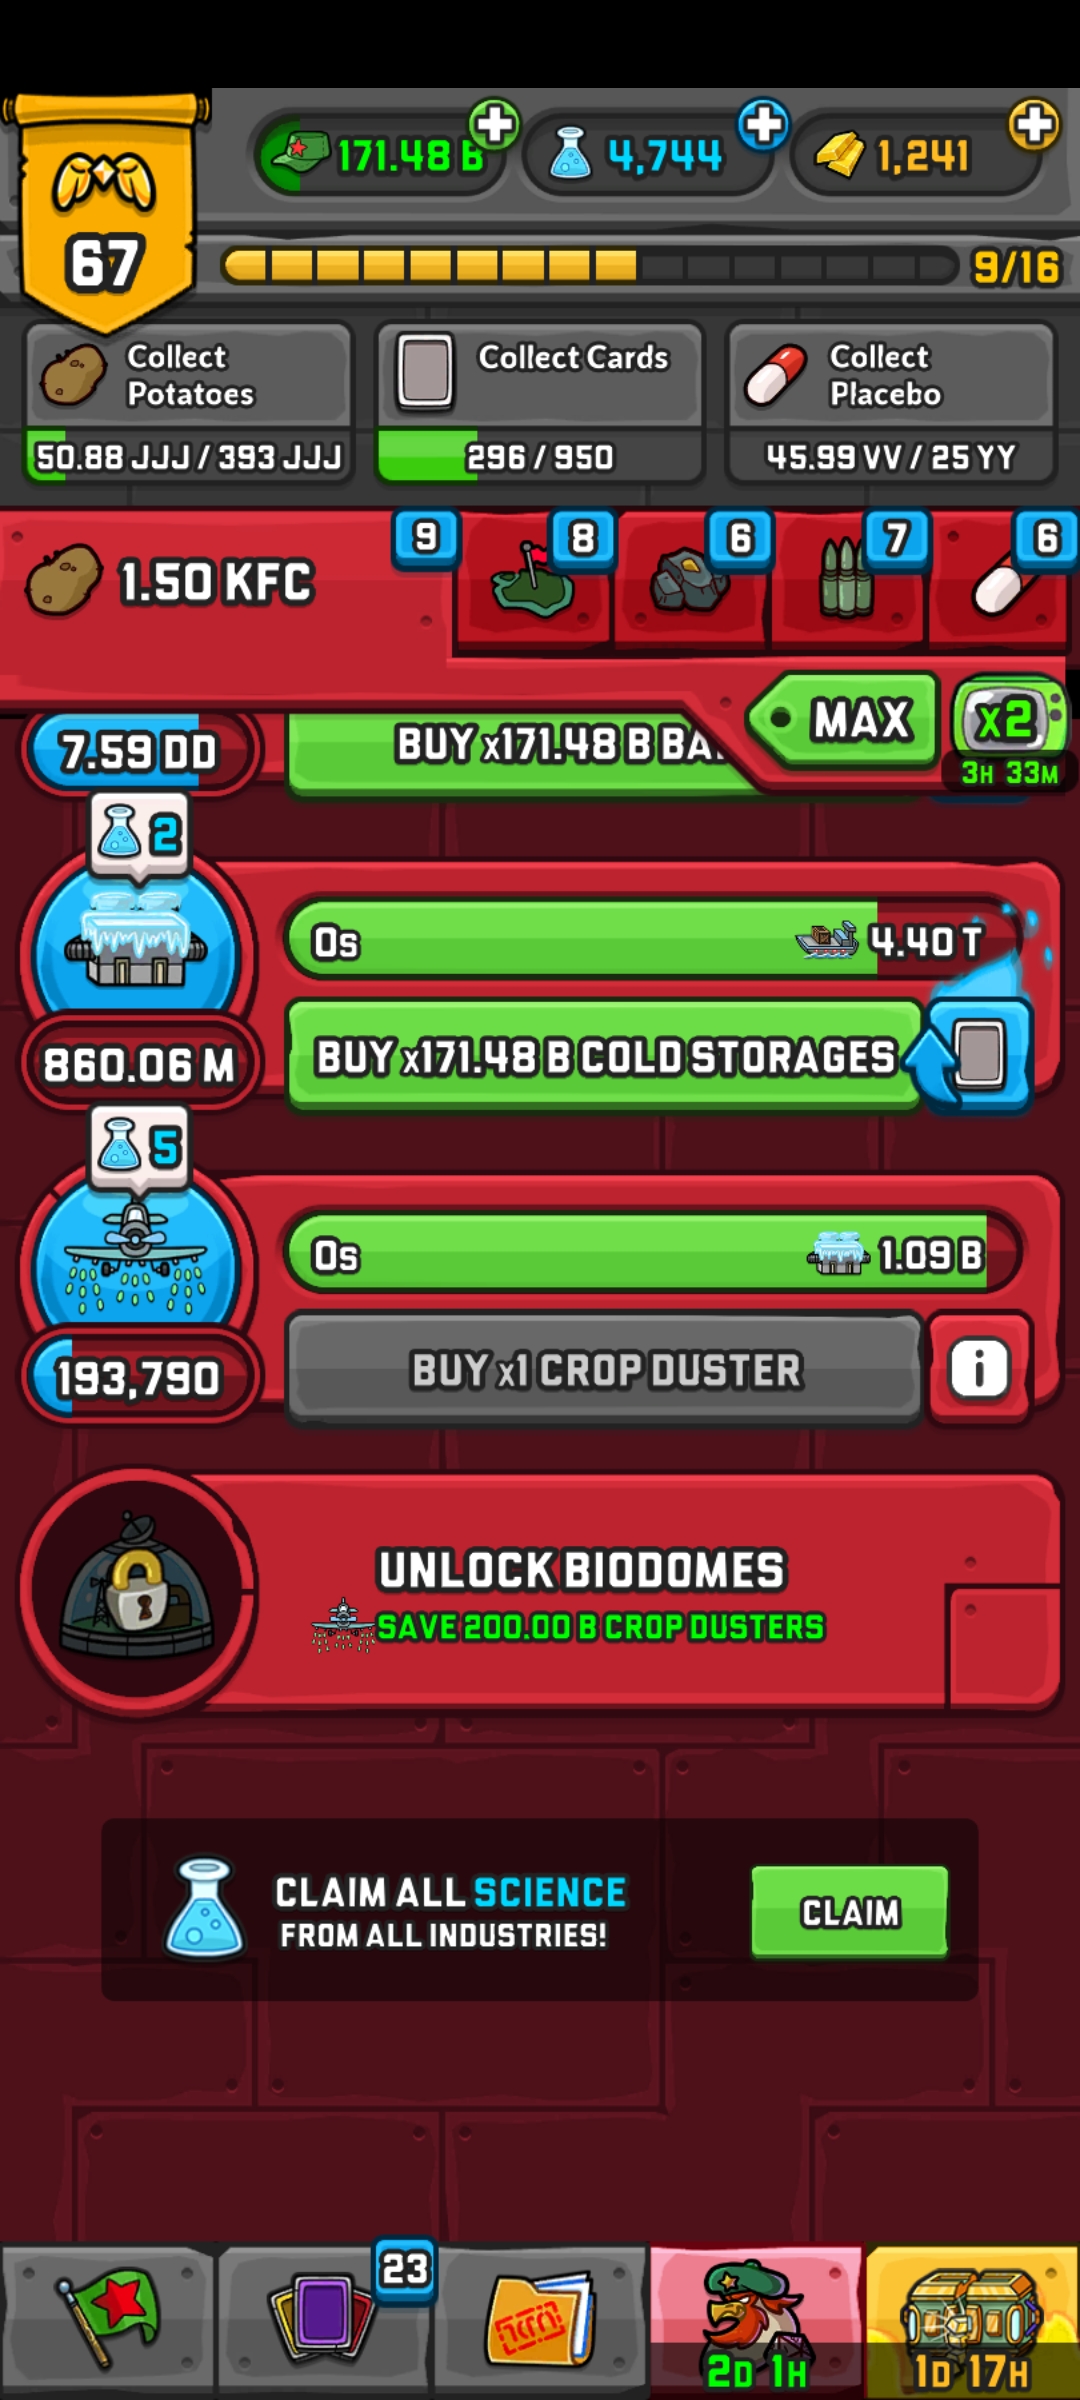 171.48 B
4,744
1,241
67
9/16
Collect Potatoes
50.88 JJJ / 393 JJJ
Collect Cards
296 / 950
Collect Placebo
45.99 VV / 25 YY
1.50 KFC
9
8
6
7
6
MAX
x2
3H 33M
7.59 DD
BUY x171.48 B BA
2
0s
4.40 T
860.06 M
BUY x171.48 B COLD STORAGES
5
0s
1.09 B
193,790
BUY x1 CROP DUSTER
i
UNLOCK BIODOMES
SAVE 200.00 B CROP DUSTERS
CLAIM ALL SCIENCE
FROM ALL INDUSTRIES!
CLAIM
23
2D 1H
1D 17H